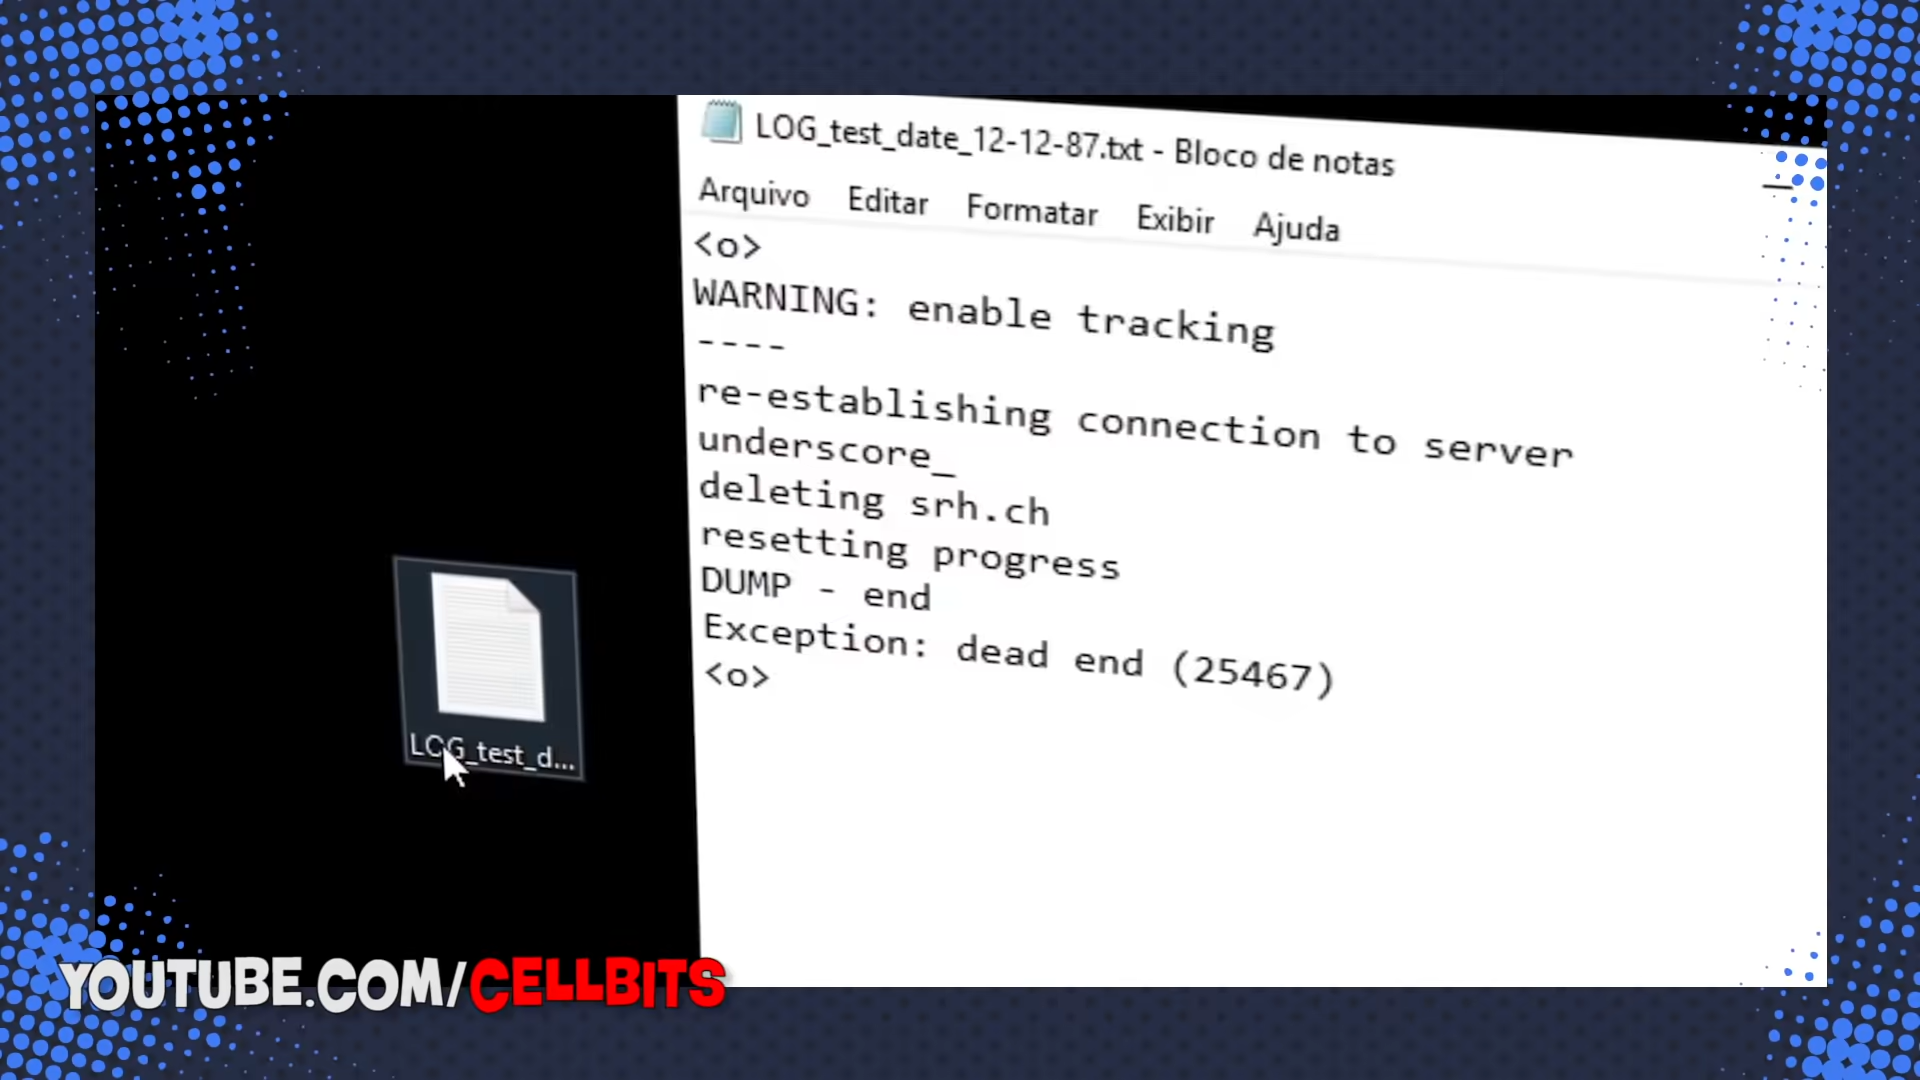 LOG_test_date_12-12-87.txt - Bloco de notas
Arquivo Editar Formatar Exibir Ajuda
<o>
WARNING: enable tracking
----
re-establishing connection to server
underscore_
deleting srh.ch
resetting progress
DUMP - end
Exception: dead end (25467)
<o>
LOG_test_d...
YOUTUBE.COM/CELLBITS